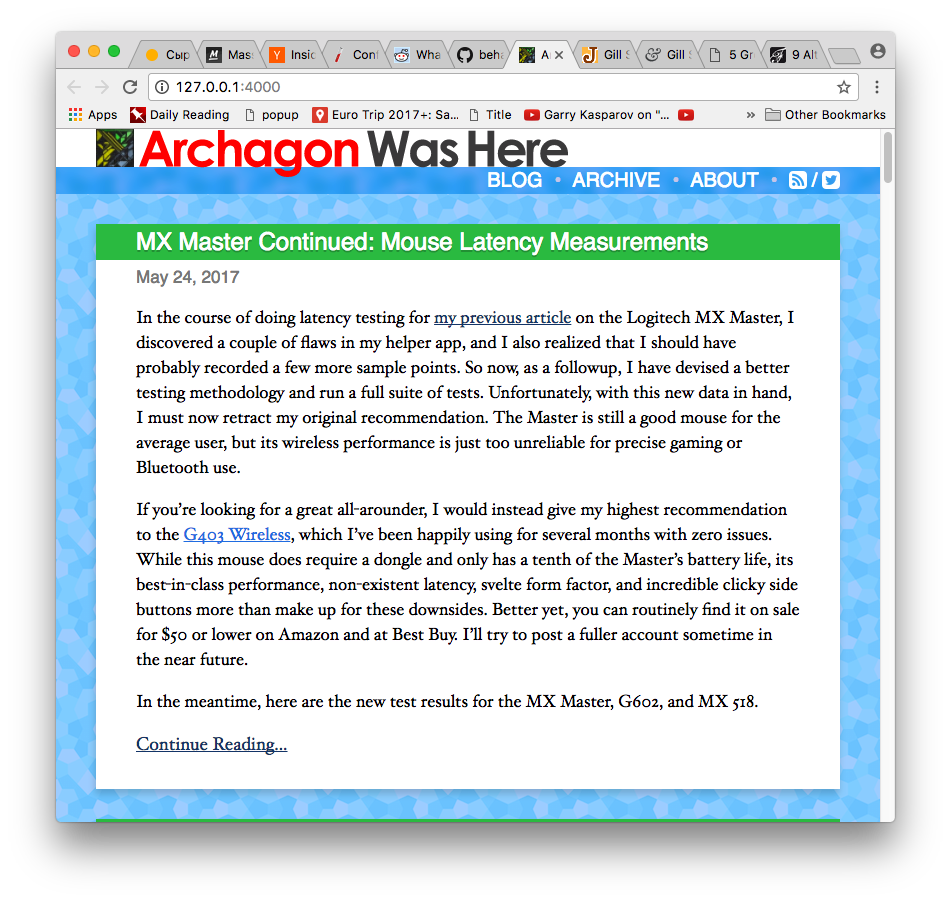 Сыр Mas Insid Conf Wha beha A Gill S Gill S 5 Gr 9 Alt
127.0.0.1:4000
Apps Daily Reading popup Euro Trip 2017+: Sa... Title Garry Kasparov on "... » Other Bookmarks
Archagon Was Here
BLOG • ARCHIVE • ABOUT • /
MX Master Continued: Mouse Latency Measurements
May 24, 2017
In the course of doing latency testing for my previous article on the Logitech MX Master, I
discovered a couple of flaws in my helper app, and I also realized that I should have
probably recorded a few more sample points. So now, as a followup, I have devised a better
testing methodology and run a full suite of tests. Unfortunately, with this new data in hand,
I must now retract my original recommendation. The Master is still a good mouse for the
average user, but its wireless performance is just too unreliable for precise gaming or
Bluetooth use.
If you’re looking for a great all-arounder, I would instead give my highest recommendation
to the G403 Wireless, which I’ve been happily using for several months with zero issues.
While this mouse does require a dongle and only has a tenth of the Master’s battery life, its
best-in-class performance, non-existent latency, svelte form factor, and incredible clicky side
buttons more than make up for these downsides. Better yet, you can routinely find it on sale
for $50 or lower on Amazon and at Best Buy. I’ll try to post a fuller account sometime in
the near future.
In the meantime, here are the new test results for the MX Master, G602, and MX 518.
Continue Reading...